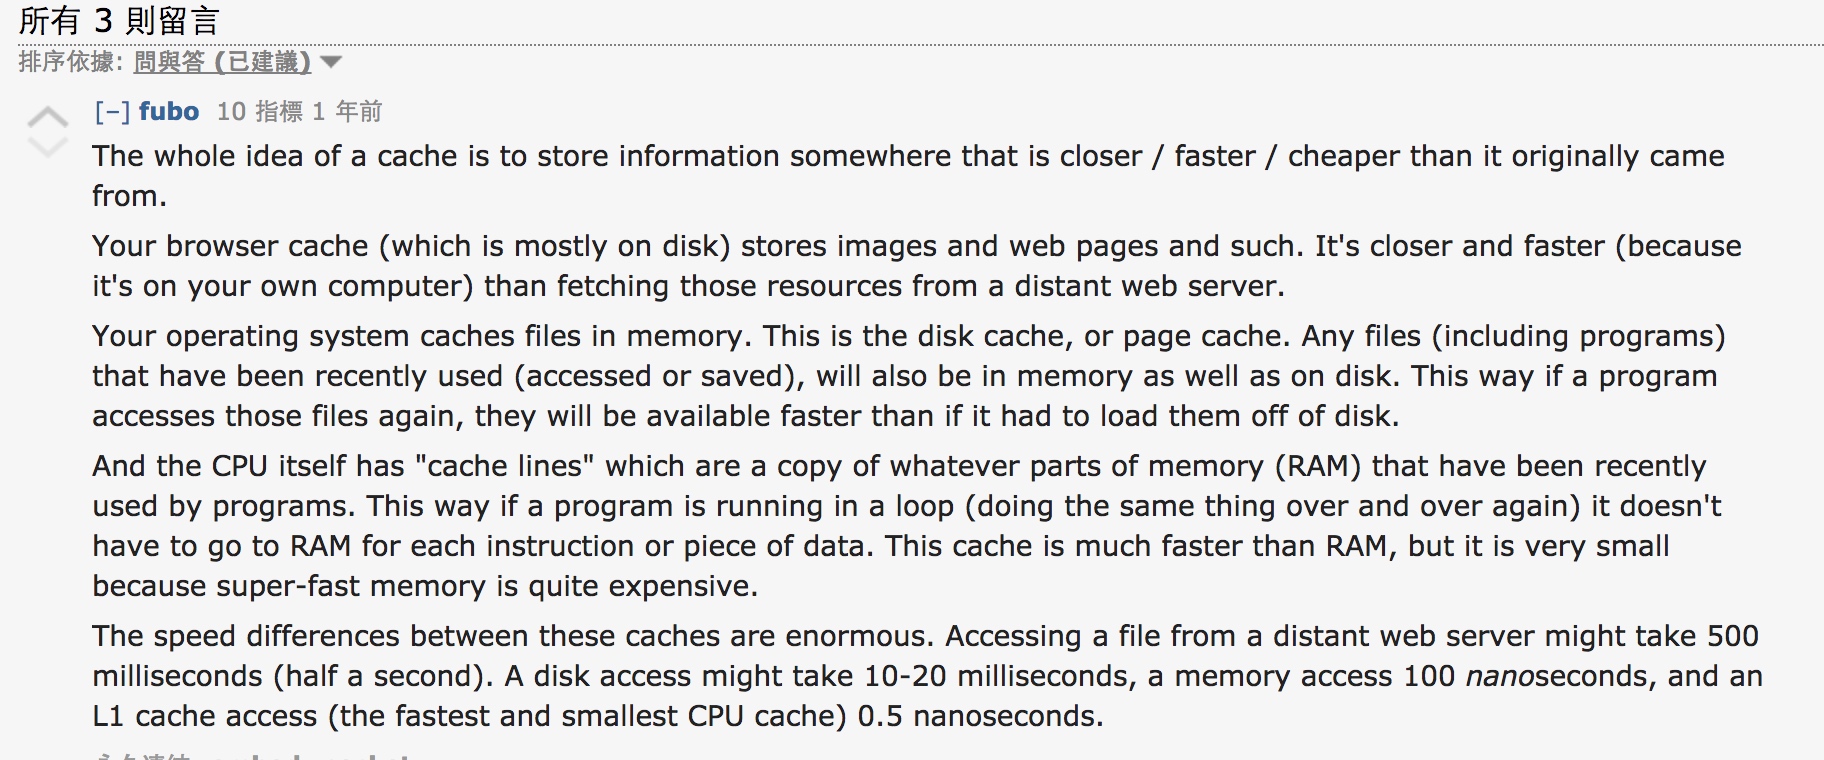 所有 3 則留言
排序依據: 問與答 (已建議)
[–] fubo 10 指標 1 年前
The whole idea of a cache is to store information somewhere that is closer / faster / cheaper than it originally came
from.
Your browser cache (which is mostly on disk) stores images and web pages and such. It's closer and faster (because
it's on your own computer) than fetching those resources from a distant web server.
Your operating system caches files in memory. This is the disk cache, or page cache. Any files (including programs)
that have been recently used (accessed or saved), will also be in memory as well as on disk. This way if a program
accesses those files again, they will be available faster than if it had to load them off of disk.
And the CPU itself has "cache lines" which are a copy of whatever parts of memory (RAM) that have been recently
used by programs. This way if a program is running in a loop (doing the same thing over and over again) it doesn't
have to go to RAM for each instruction or piece of data. This cache is much faster than RAM, but it is very small
because super-fast memory is quite expensive.
The speed differences between these caches are enormous. Accessing a file from a distant web server might take 500
milliseconds (half a second). A disk access might take 10-20 milliseconds, a memory access 100 nanoseconds, and an
L1 cache access (the fastest and smallest CPU cache) 0.5 nanoseconds.